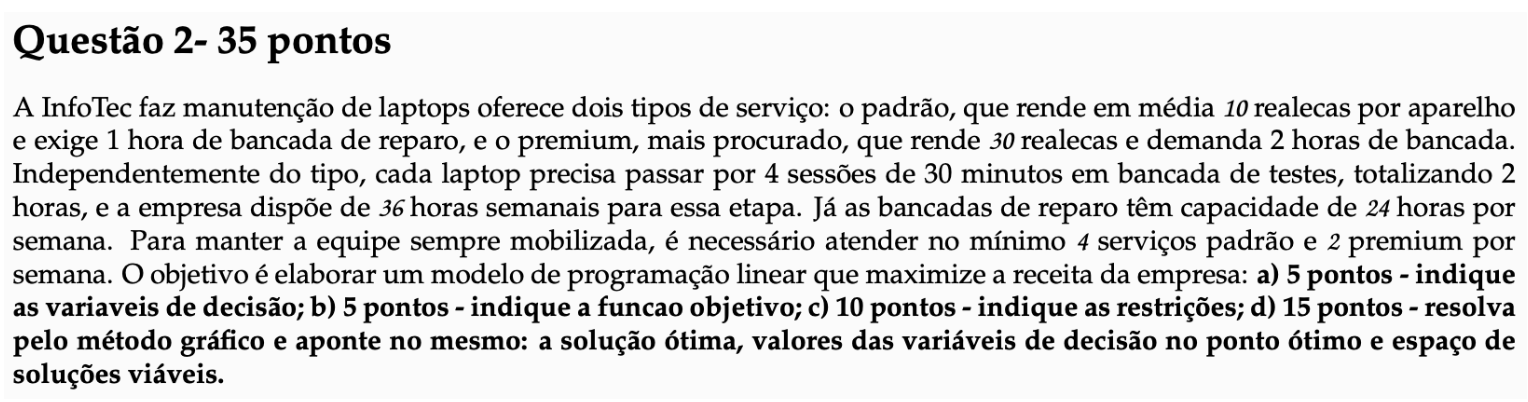 Questão 2- 35 pontos
A InfoTec faz manutenção de laptops oferece dois tipos de serviço: o padrão, que rende em média 10 realecas por aparelho
e exige 1 hora de bancada de reparo, e o premium, mais procurado, que rende 30 realecas e demanda 2 horas de bancada.
Independentemente do tipo, cada laptop precisa passar por 4 sessões de 30 minutos em bancada de testes, totalizando 2
horas, e a empresa dispõe de 36 horas semanais para essa etapa. Já as bancadas de reparo têm capacidade de 24 horas por
semana. Para manter a equipe sempre mobilizada, é necessário atender no mínimo 4 serviços padrão e 2 premium por
semana. O objetivo é elaborar um modelo de programação linear que maximize a receita da empresa: a) 5 pontos - indique
as variaveis de decisão; b) 5 pontos - indique a funcao objetivo; c) 10 pontos - indique as restrições; d) 15 pontos - resolva
pelo método gráfico e aponte no mesmo: a solução ótima, valores das variáveis de decisão no ponto ótimo e espaço de
soluções viáveis.